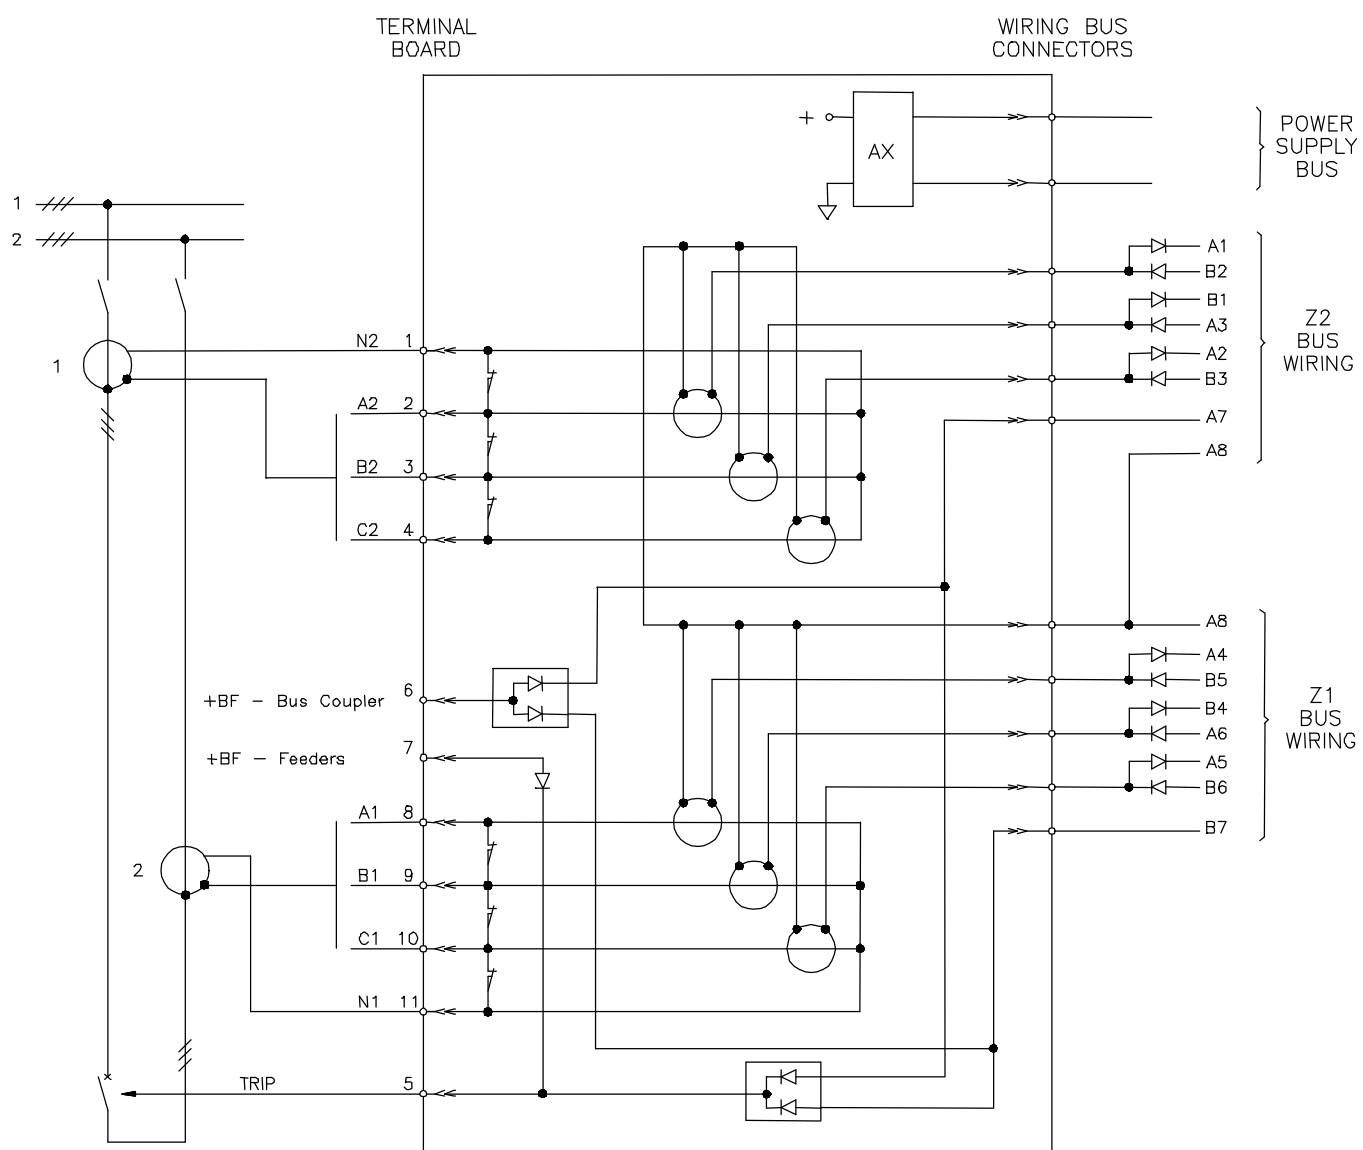 TERMINAL
BOARD
WIRING BUS
CONNECTORS
+
AX
POWER
SUPPLY
BUS
1
2
A1
B2
B1
A3
A2
B3
A7
A8
Z2
BUS
WIRING
1
N2 1
A2 2
B2 3
C2 4
+BF – Bus Coupler 6
+BF – Feeders 7
A8
A4
B5
B4
A6
A5
B6
B7
Z1
BUS
WIRING
2
A1 8
B1 9
C1 10
N1 11
TRIP 5